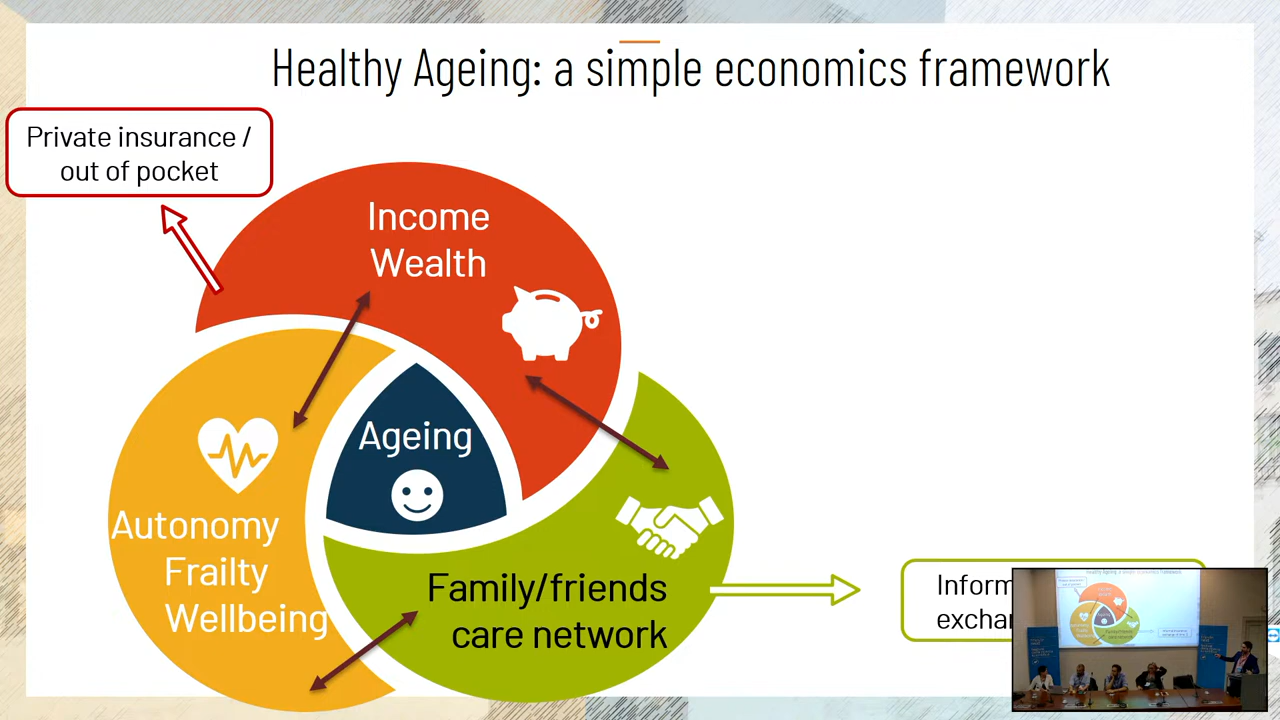 Healthy Ageing: a simple economics framework
Private insurance /
out of pocket
Income
Wealth
Ageing
Autonomy
Frailty
Wellbeing
Family/friends
care network